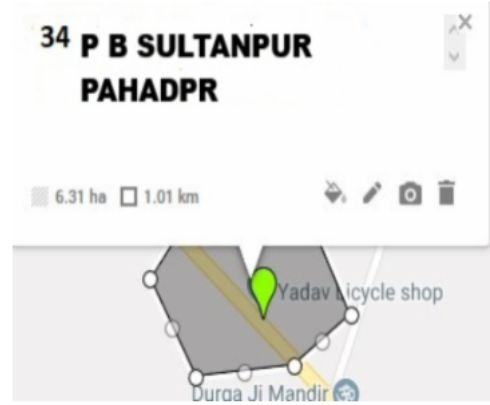 34 P B SULTANPUR
PAHADPR
6.31 ha 1.01 km
Yadav icycle shop
Durga Ji Mandir